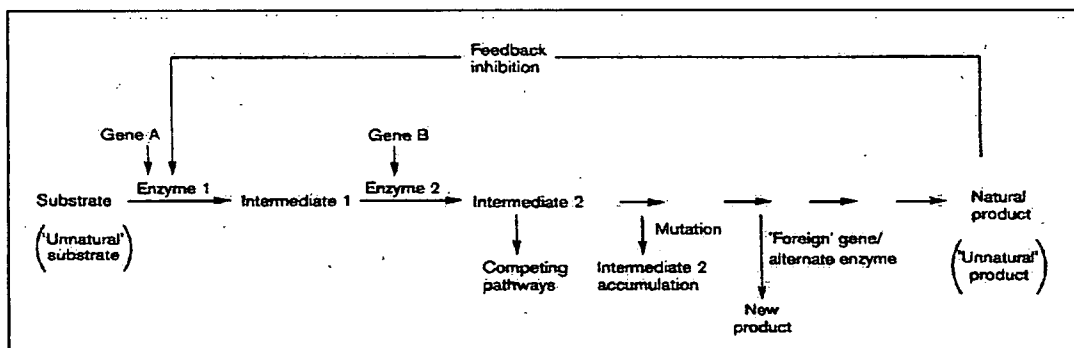 Feedback
inhibition
Gene A
Gene B
Enzyme 1
Enzyme 2
Substrate
Intermediate 1
Intermediate 2
Natural
product
("Unnatural"
substrate)
Mutation
'Foreign' gene/
alternate enzyme
("Unnatural"
product)
Competing
pathways
Intermediate 2
accumulation
New
product